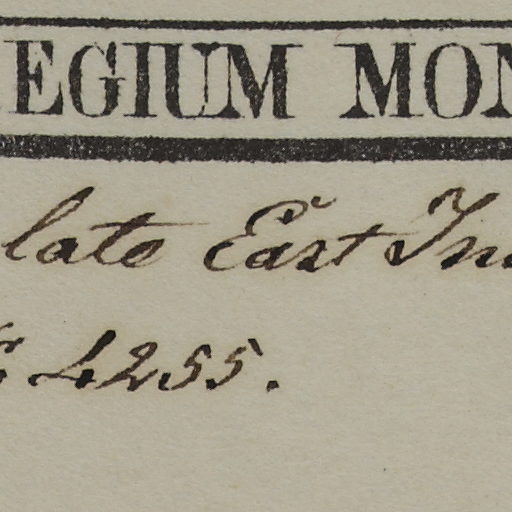 EGIUM MON
late East In
4255.